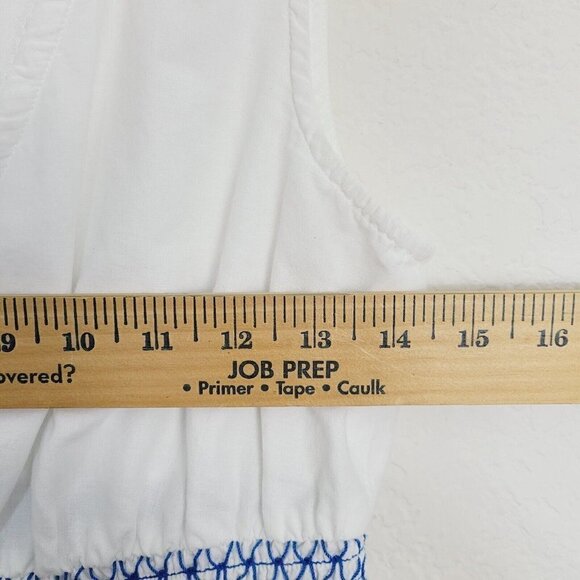 9 10 11 12 13 14 15 16
overed?
JOB PREP
• Primer • Tape • Caulk